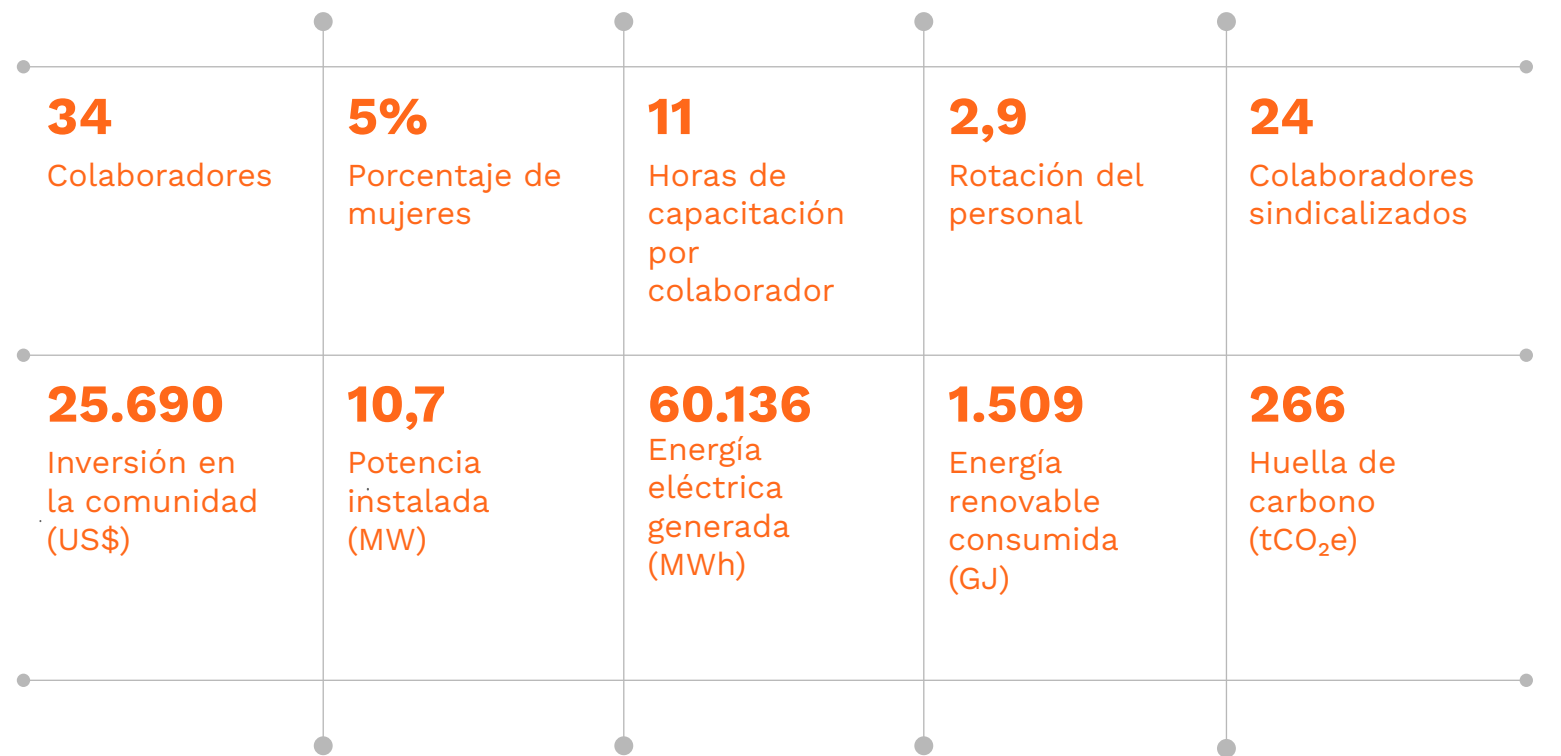 34
Colaboradores
5%
Porcentaje de
mujeres
11
Horas de
capacitación
por
colaborador
2,9
Rotación del
personal
24
Colaboradores
sindicalizados
25.690
Inversión en
la comunidad
(US$)
10,7
Potencia
instalada
(MW)
60.136
Energía
eléctrica
generada
(MWh)
1.509
Energía
renovable
consumida
(GJ)
266
Huella de
carbono
(tCO₂e)